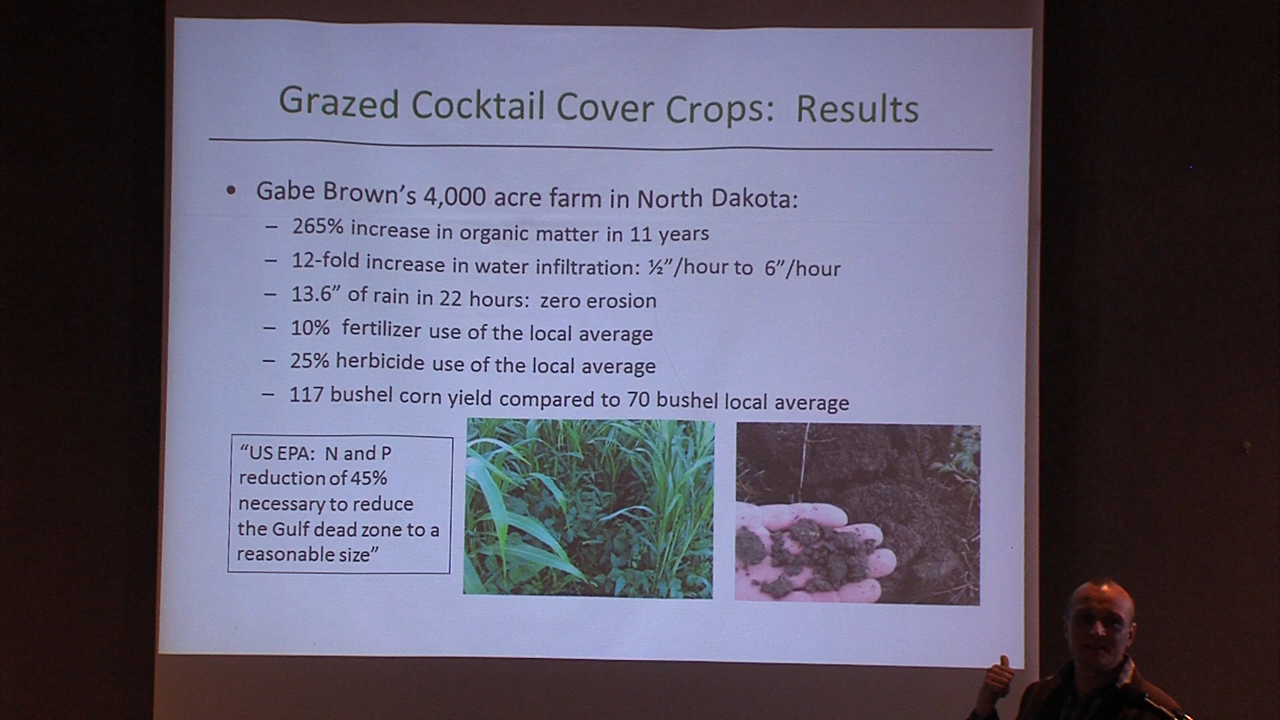 Grazed Cocktail Cover Crops: Results
• Gabe Brown’s 4,000 acre farm in North Dakota:
– 265% increase in organic matter in 11 years
– 12-fold increase in water infiltration: ½”/hour to 6”/hour
– 13.6” of rain in 22 hours: zero erosion
– 10% fertilizer use of the local average
– 25% herbicide use of the local average
– 117 bushel corn yield compared to 70 bushel local average
“US EPA: N and P
reduction of 45%
necessary to reduce
the Gulf dead zone to a
reasonable size”